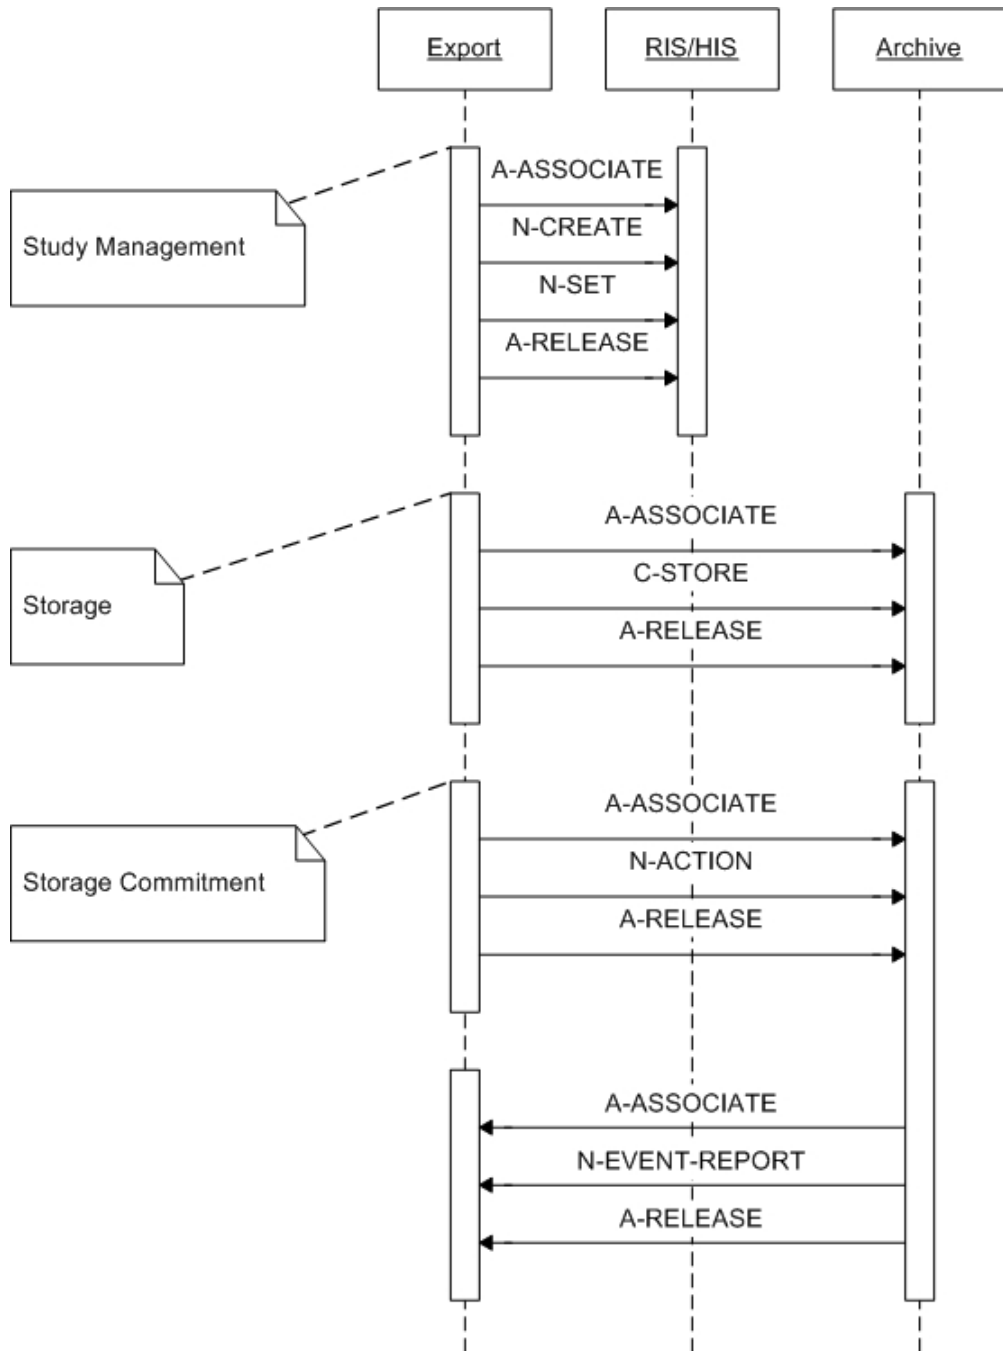 Export
RIS/HIS
Archive
A-ASSOCIATE
N-CREATE
Study Management
N-SET
A-RELEASE
A-ASSOCIATE
C-STORE
Storage
A-RELEASE
A-ASSOCIATE
N-ACTION
Storage Commitment
A-RELEASE
A-ASSOCIATE
N-EVENT-REPORT
A-RELEASE